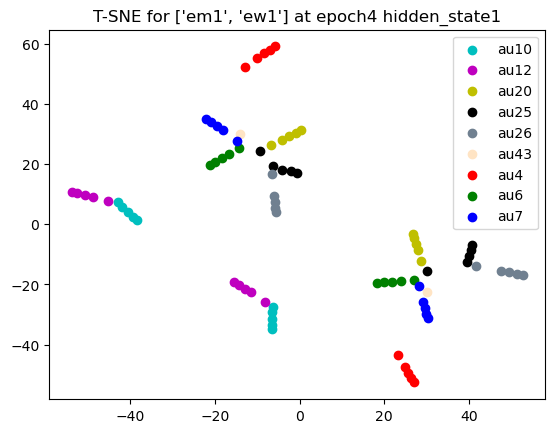 T-SNE for ['em1', 'ew1'] at epoch4 hidden_state1
60
40
20
0
−20
−40
−40
−20
0
20
40
au10
au12
au20
au25
au26
au43
au4
au6
au7